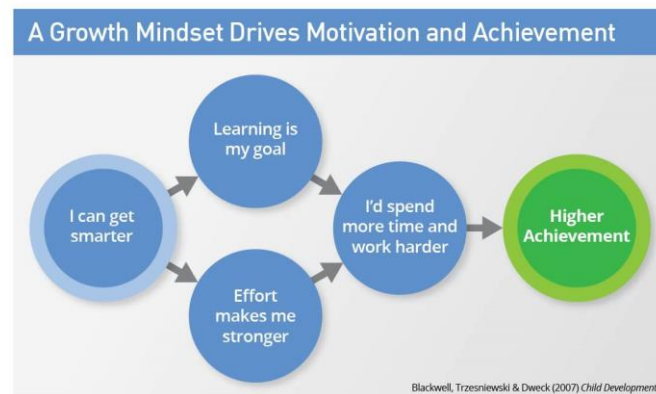 A Growth Mindset Drives Motivation and Achievement
Learning is
my goal
I can get
smarter
I'd spend
more time and
work harder
Higher
Achievement
Effort
makes me
stronger
Blackwell, Trzesniewski & Dweck (2007) Child Development